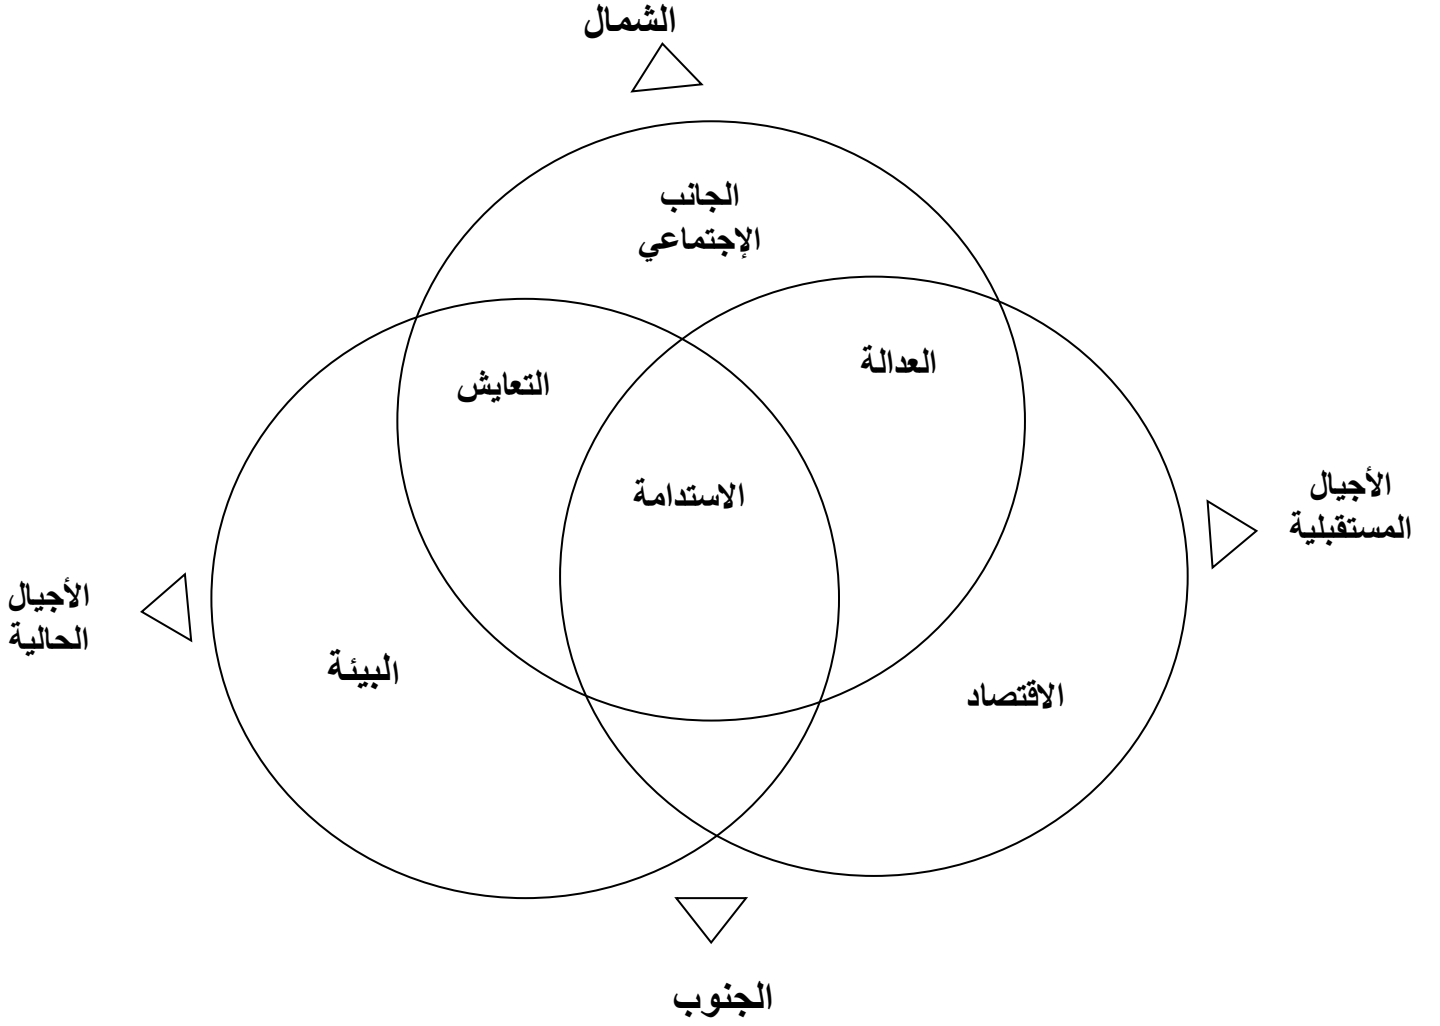 الشمال
الجانب
الإجتماعي
العدالة
التعايش
الاستدامة
الأجيال
المستقبلية
الأجيال
الحالية
البيئة
الاقتصاد
الجنوب